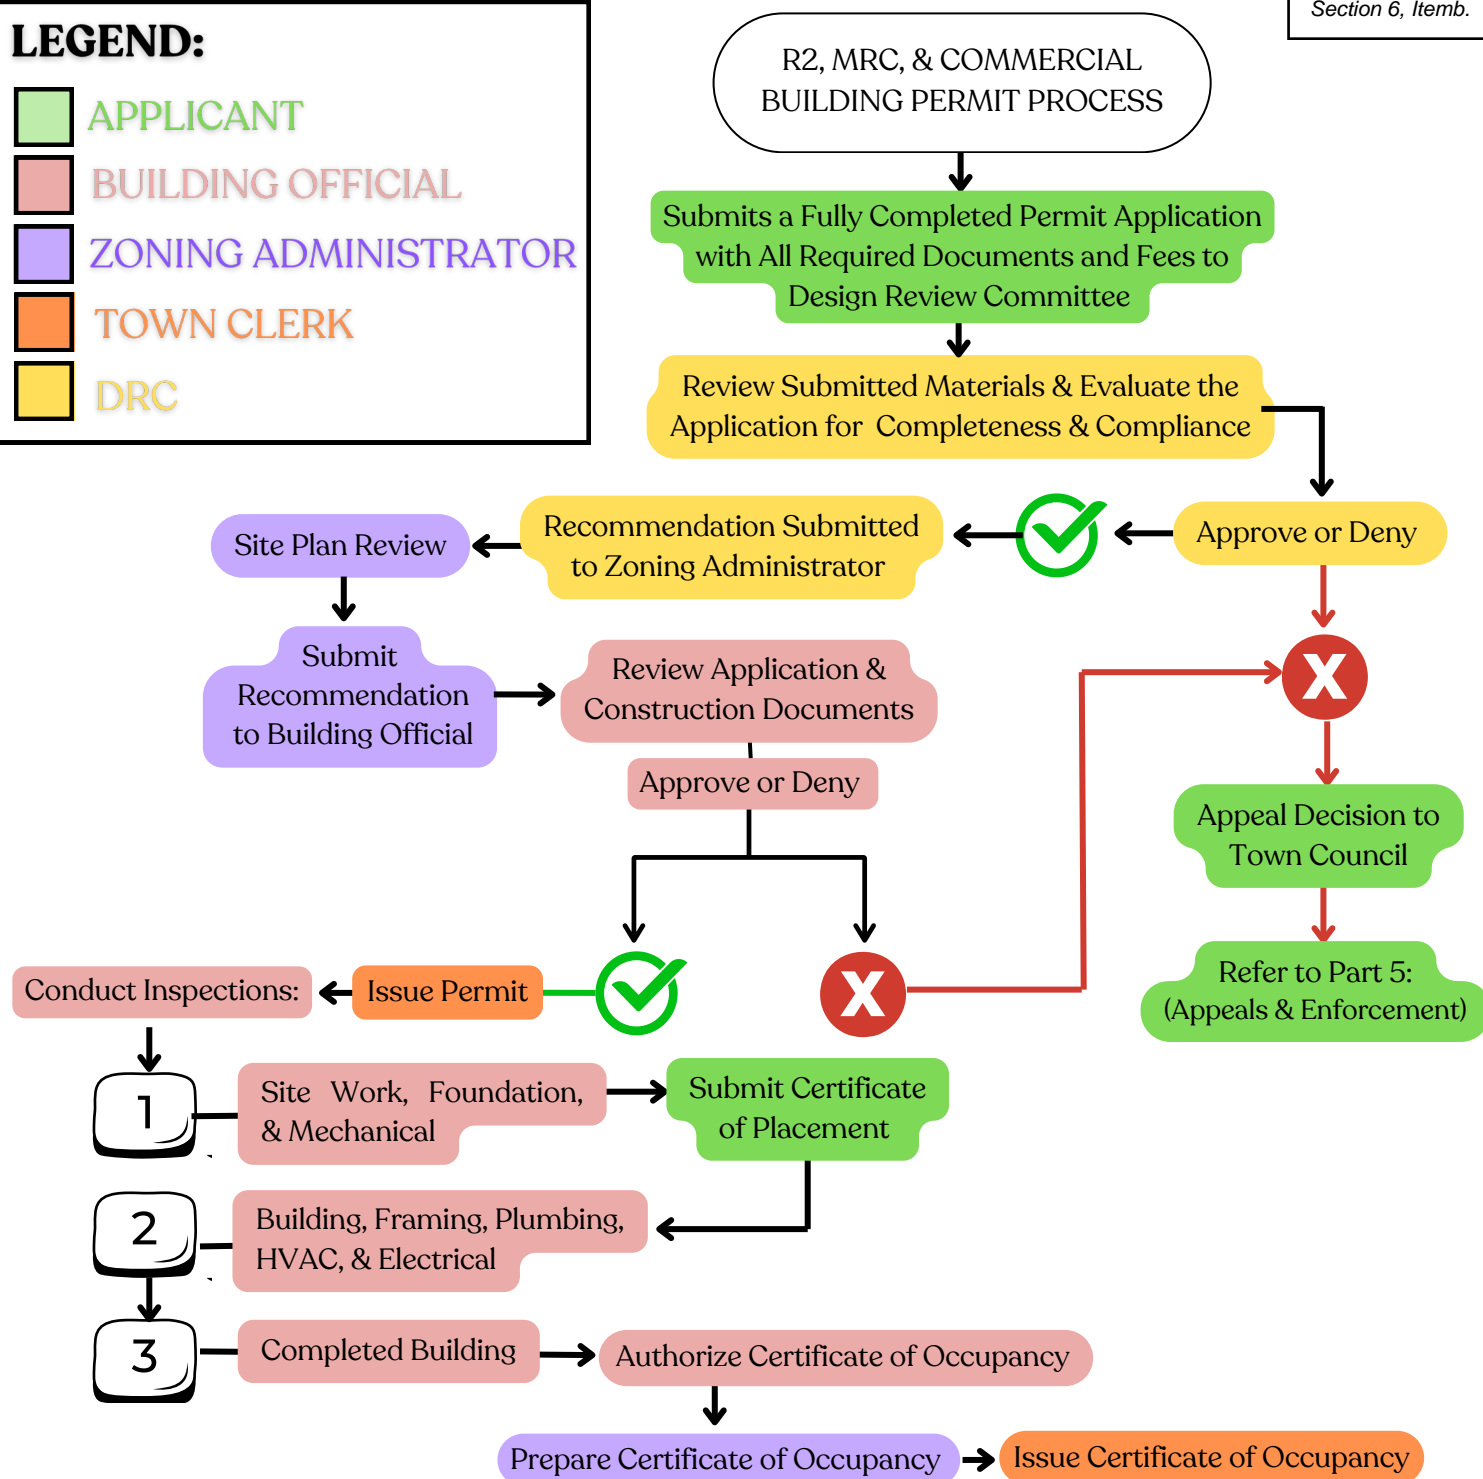 Section 6, Itemb.
LEGEND:
APPLICANT
BUILDING OFFICIAL
ZONING ADMINISTRATOR
TOWN CLERK
DRC
R2, MRC, & COMMERCIAL
BUILDING PERMIT PROCESS
Submits a Fully Completed Permit Application
with All Required Documents and Fees to
Design Review Committee
Review Submitted Materials & Evaluate the
Application for Completeness & Compliance
Approve or Deny
Recommendation Submitted
to Zoning Administrator
Site Plan Review
Submit
Recommendation
to Building Official
Review Application &
Construction Documents
Approve or Deny
X
Appeal Decision to
Town Council
Refer to Part 5:
(Appeals & Enforcement)
X
Issue Permit
Conduct Inspections:
1
Site Work, Foundation,
& Mechanical
Submit Certificate
of Placement
2
Building, Framing, Plumbing,
HVAC, & Electrical
3
Completed Building
Authorize Certificate of Occupancy
Prepare Certificate of Occupancy
Issue Certificate of Occupancy